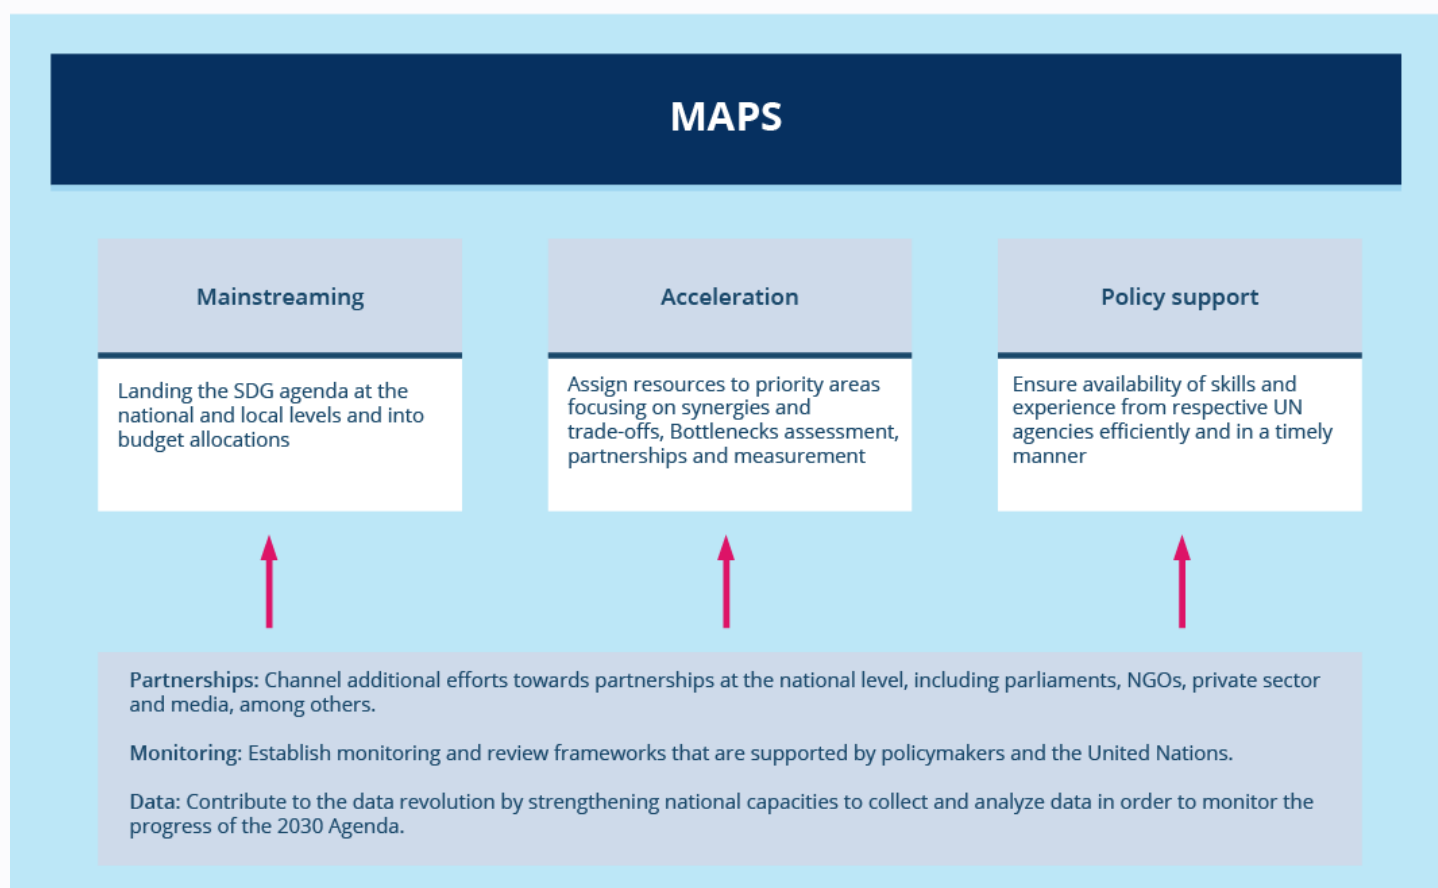 MAPS
Mainstreaming
Landing the SDG agenda at the
national and local levels and into
budget allocations
Acceleration
Assign resources to priority areas
focusing on synergies and
trade-offs, Bottlenecks assessment,
partnerships and measurement
Policy support
Ensure availability of skills and
experience from respective UN
agencies efficiently and in a timely
manner
Partnerships: Channel additional efforts towards partnerships at the national level, including parliaments, NGOs, private sector
and media, among others.
Monitoring: Establish monitoring and review frameworks that are supported by policymakers and the United Nations.
Data: Contribute to the data revolution by strengthening national capacities to collect and analyze data in order to monitor the
progress of the 2030 Agenda.